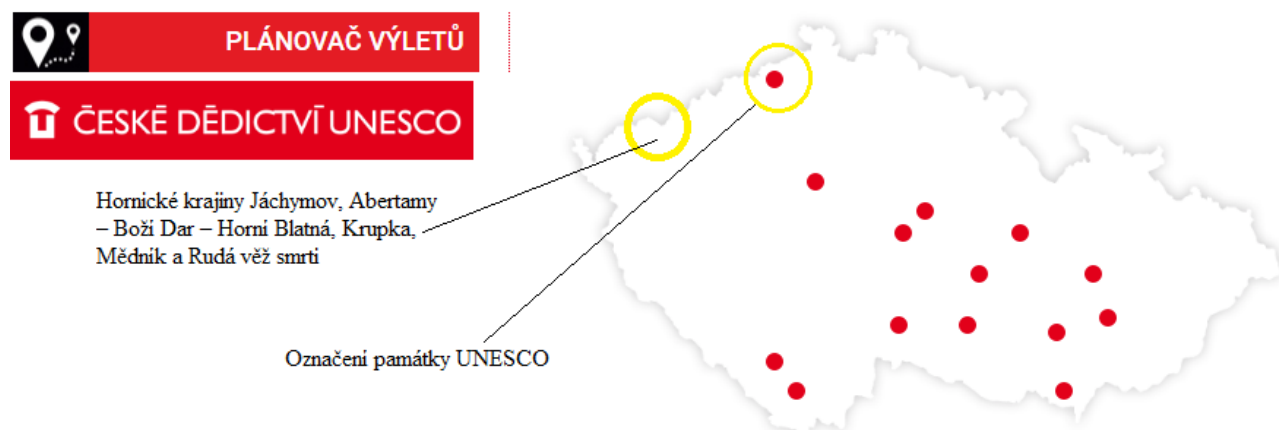 PLÁNOVAČ VÝLETŮ
ČESKÉ DĚDICTVÍ UNESCO
Hornické krajiny Jáchymov, Abertamy
– Boží Dar – Horní Blatná, Krupka,
Mědník a Rudá věž smrti
Označení památky UNESCO